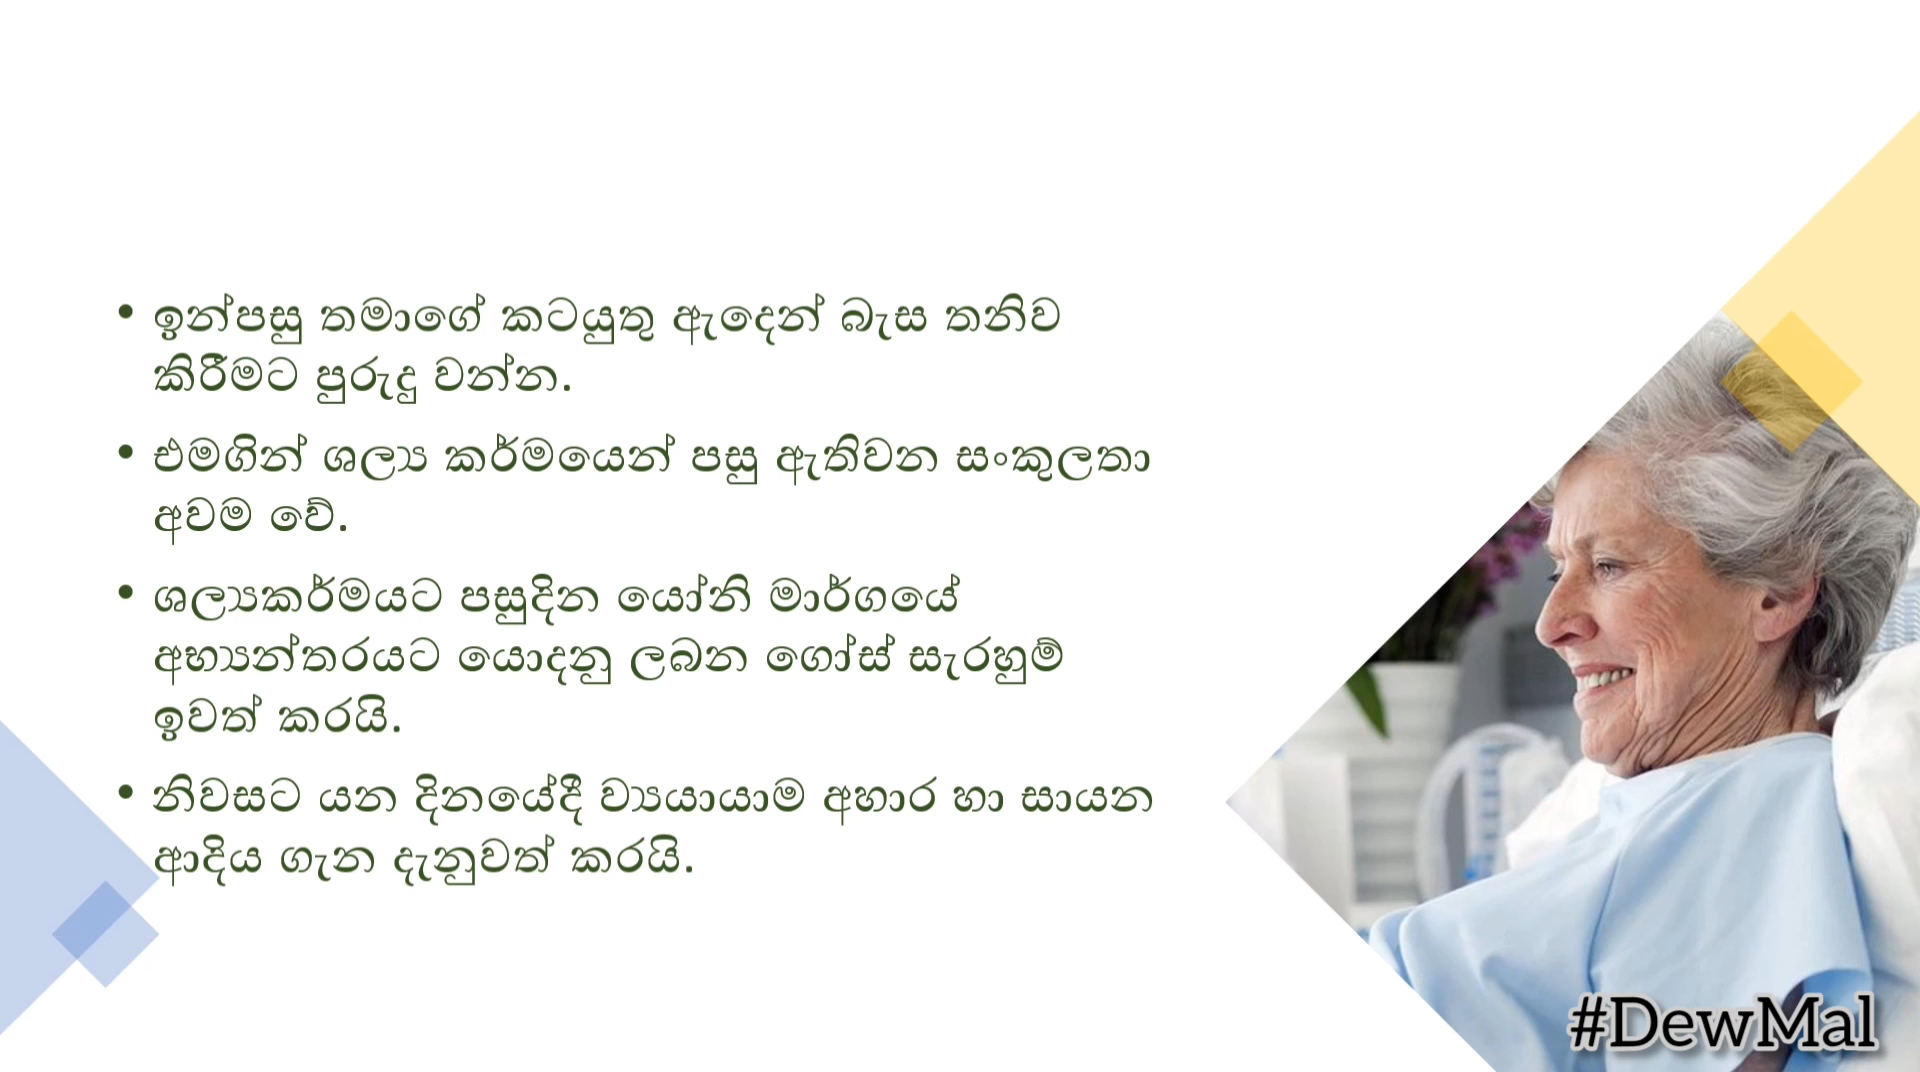 • ඉන්පසු තමාගේ කටයුතු ඇදෙන් බැස තනිව
කිරීමට පුරුදු වන්න.
• එමගින් ශල්‍ය කර්මයෙන් පසු ඇතිවන සංකුලතා
අවම වේ.
• ශල්‍යකර්මයට පසුදින යෝනි මාර්ගයේ
අභ්‍යන්තරයට යොදනු ලබන ගෝස් සැරහුම්
ඉවත් කරයි.
• නිවසට යන දිනයේදී ව්‍යයායාම අහාර හා සායන
ආදිය ගැන දැනුවත් කරයි.
#DewMal